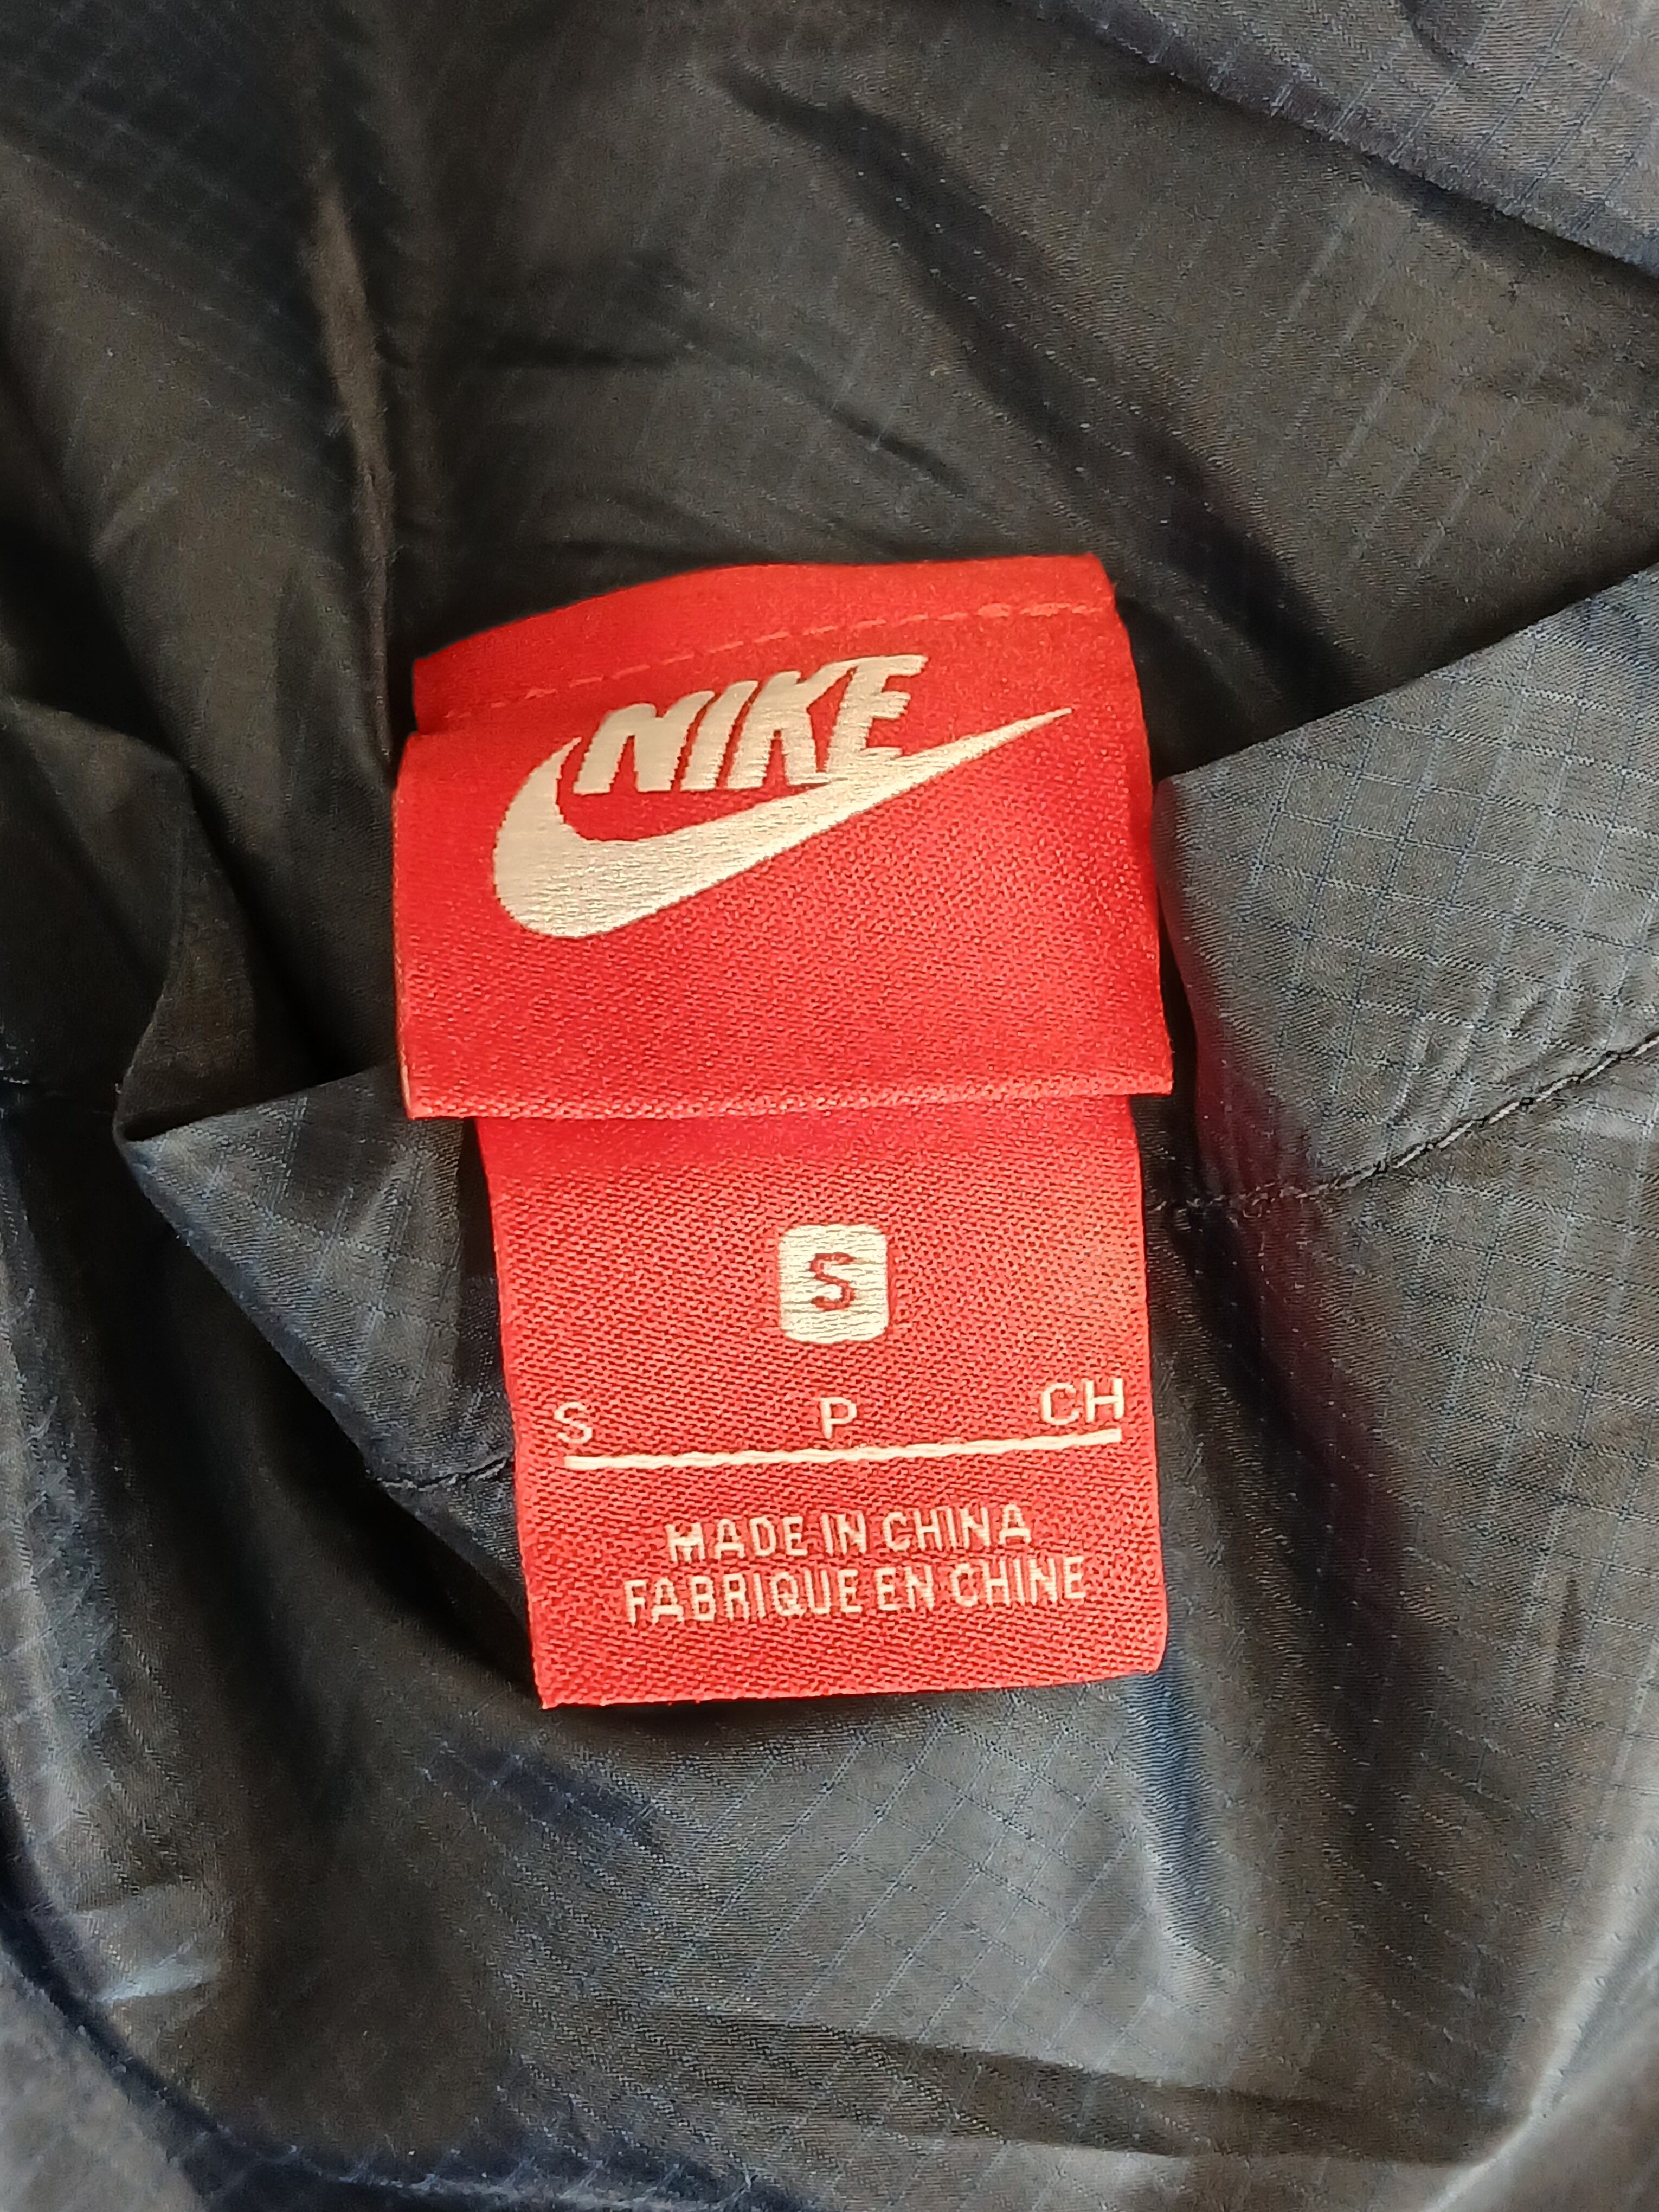 NIKE
S
S P CH
MADE IN CHINA
FABRIQUE EN CHINE